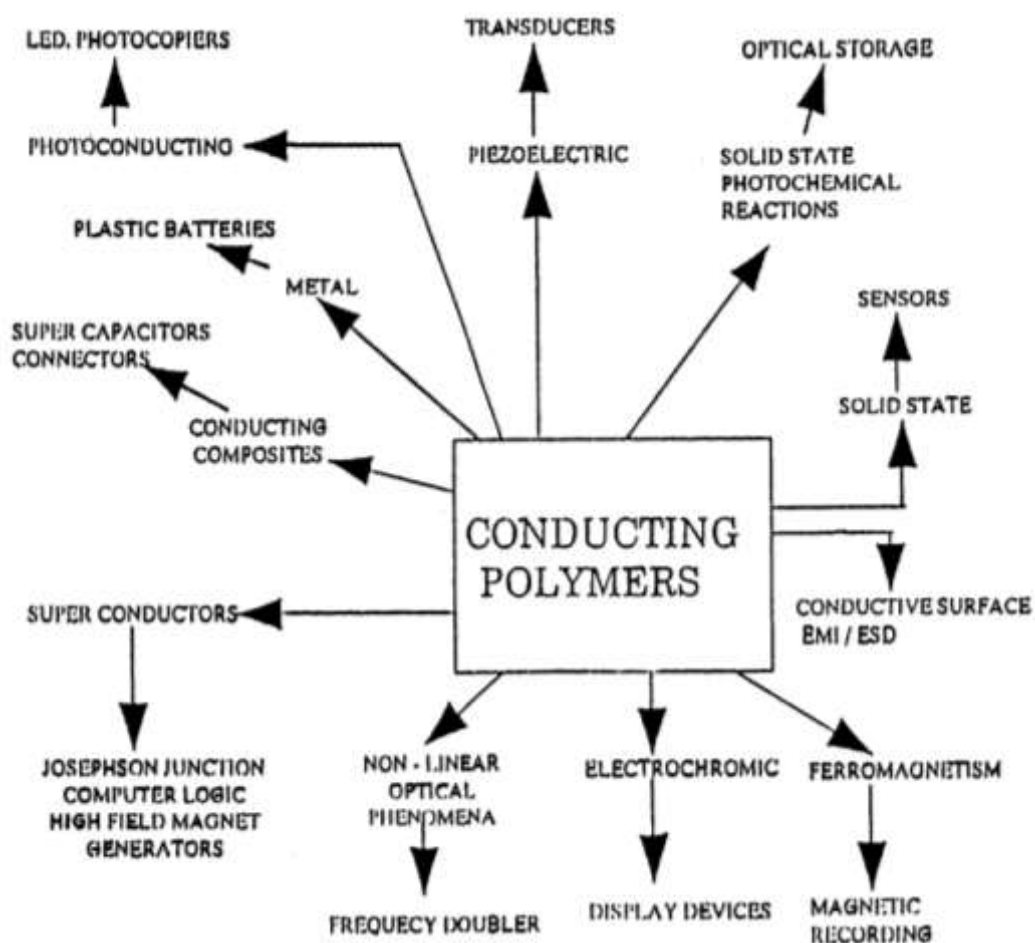 TRANSDUCERS
LED. PHOTOCOPIERS
OPTICAL STORAGE
PHOTOCONDUCTING
PIEZOELECTRIC
SOLID STATE
PHOTOCHEMICAL
REACTIONS
PLASTIC BATTERIES
METAL
SENSORS
SUPER CAPACITORS
CONNECTORS
SOLID STATE
CONDUCTING
COMPOSITES
CONDUCTING
POLYMERS
SUPER CONDUCTORS
CONDUCTIVE SURFACE
EMI / ESD
JOSEPHSON JUNCTION
COMPUTER LOGIC
HIGH FIELD MAGNET
GENERATORS
NON - LINEAR
OPTICAL
PHENOMENA
ELECTROCHROMIC
FERROMAGNETISM
FREQUECY DOUBLER
DISPLAY DEVICES
MAGNETIC
RECORDING